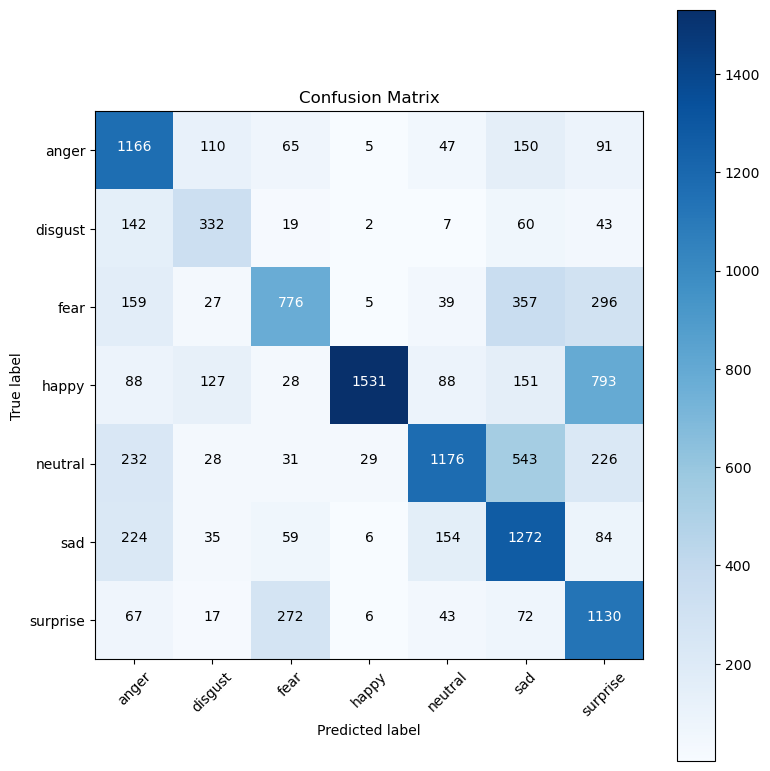 Confusion Matrix
anger 1166 110 65 5 47 150 91
disgust 142 332 19 2 7 60 43
fear 159 27 776 5 39 357 296
happy 88 127 28 1531 88 151 793
neutral 232 28 31 29 1176 543 226
sad 224 35 59 6 154 1272 84
surprise 67 17 272 6 43 72 1130
anger disgust fear happy neutral sad surprise
True label
Predicted label
1400
1200
1000
800
600
400
200